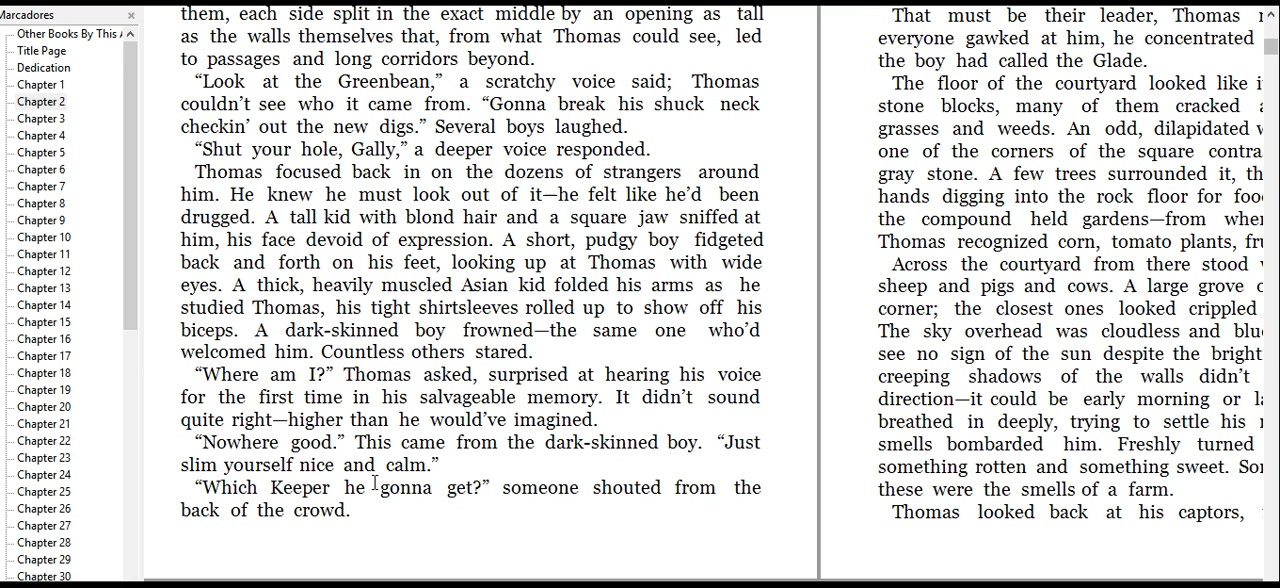 Marcadores
Other Books By This A
Title Page
Dedication
Chapter 1
Chapter 2
Chapter 3
Chapter 4
Chapter 5
Chapter 6
Chapter 7
Chapter 8
Chapter 9
Chapter 10
Chapter 11
Chapter 12
Chapter 13
Chapter 14
Chapter 15
Chapter 16
Chapter 17
Chapter 18
Chapter 19
Chapter 20
Chapter 21
Chapter 22
Chapter 23
Chapter 24
Chapter 25
Chapter 26
Chapter 27
Chapter 28
Chapter 29
Chapter 30
them, each side split in the exact middle by an opening as tall
as the walls themselves that, from what Thomas could see, led
to passages and long corridors beyond.
“Look at the Greenbean,” a scratchy voice said; Thomas
couldn’t see who it came from. “Gonna break his shuck neck
checkin’ out the new digs.” Several boys laughed.
“Shut your hole, Gally,” a deeper voice responded.
Thomas focused back in on the dozens of strangers around
him. He knew he must look out of it—he felt like he’d been
drugged. A tall kid with blond hair and a square jaw sniffed at
him, his face devoid of expression. A short, pudgy boy fidgeted
back and forth on his feet, looking up at Thomas with wide
eyes. A thick, heavily muscled Asian kid folded his arms as he
studied Thomas, his tight shirtsleeves rolled up to show off his
biceps. A dark-skinned boy frowned—the same one who’d
welcomed him. Countless others stared.
“Where am I?” Thomas asked, surprised at hearing his voice
for the first time in his salvageable memory. It didn’t sound
quite right—higher than he would’ve imagined.
“Nowhere good.” This came from the dark-skinned boy. “Just
slim yourself nice and calm.”
“Which Keeper he gonna get?” someone shouted from the
back of the crowd.
That must be their leader, Thomas
everyone gawked at him, he concentrated
the boy had called the Glade.
The floor of the courtyard looked like
stone blocks, many of them cracked
grasses and weeds. An odd, dilapidated
one of the corners of the square
gray stone. A few trees surrounded it,
hands digging into the rock floor for
the compound held gardens—from
Thomas recognized corn, tomato plants,
Across the courtyard from there stood
sheep and pigs and cows. A large grove
corner; the closest ones looked crippled
The sky overhead was cloudless and
see no sign of the sun despite the
creeping shadows of the walls didn’t
direction—it could be early morning or
breathed in deeply, trying to settle his
smells bombarded him. Freshly turned
something rotten and something sweet.
these were the smells of a farm.
Thomas looked back at his captors,